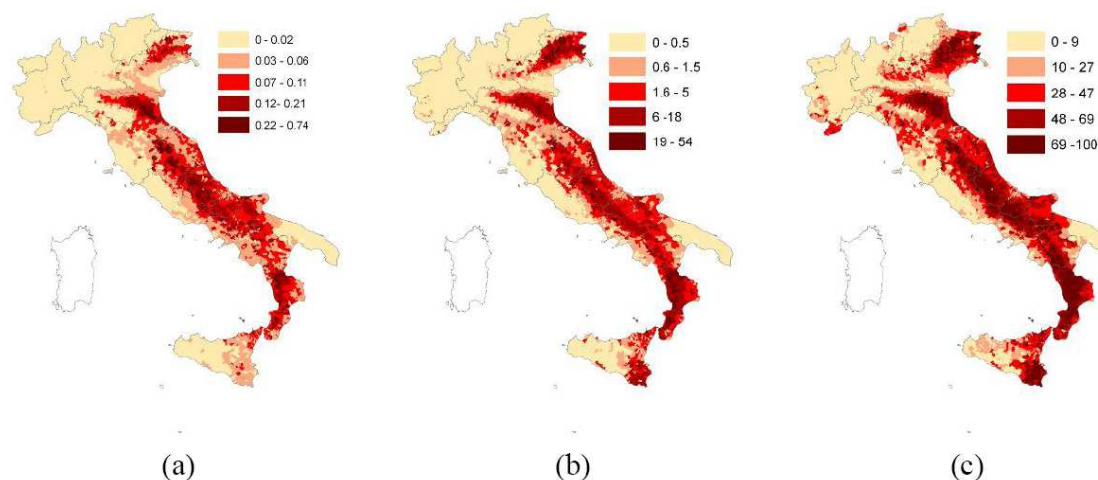 0 - 0.02
0.03 - 0.06
0.07 - 0.11
0.12- 0.21
0.22 - 0.74
0 - 0.5
0.6 - 1.5
1.6 - 5
6 -18
19 - 54
0 - 9
10 - 27
28 - 47
48 - 69
69 -100
(a)
(b)
(c)